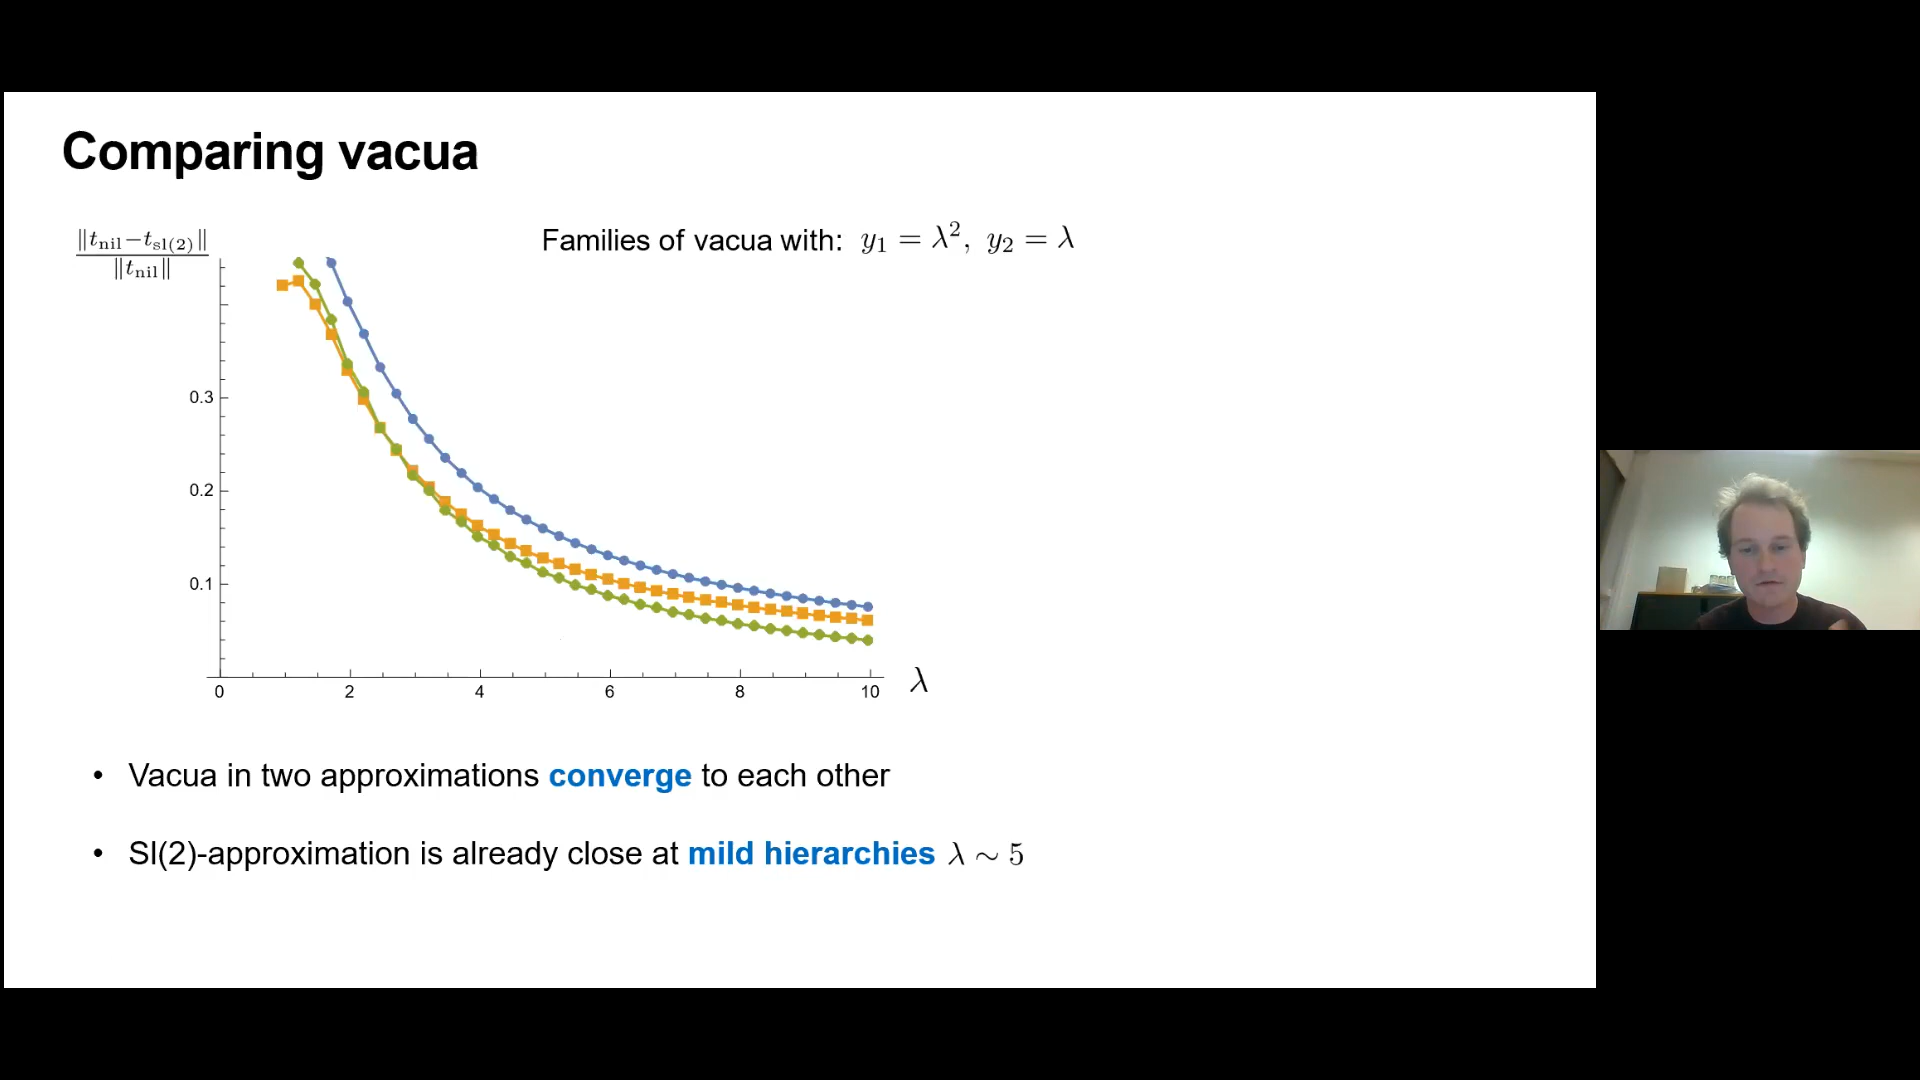 Comparing vacua
‖t_nil − t_sl(2)‖
‖t_nil‖
Families of vacua with: y₁ = λ², y₂ = λ
0.3
0.2
0.1
0 2 4 6 8 10 λ
• Vacua in two approximations converge to each other
• Sl(2)-approximation is already close at mild hierarchies λ ∼ 5